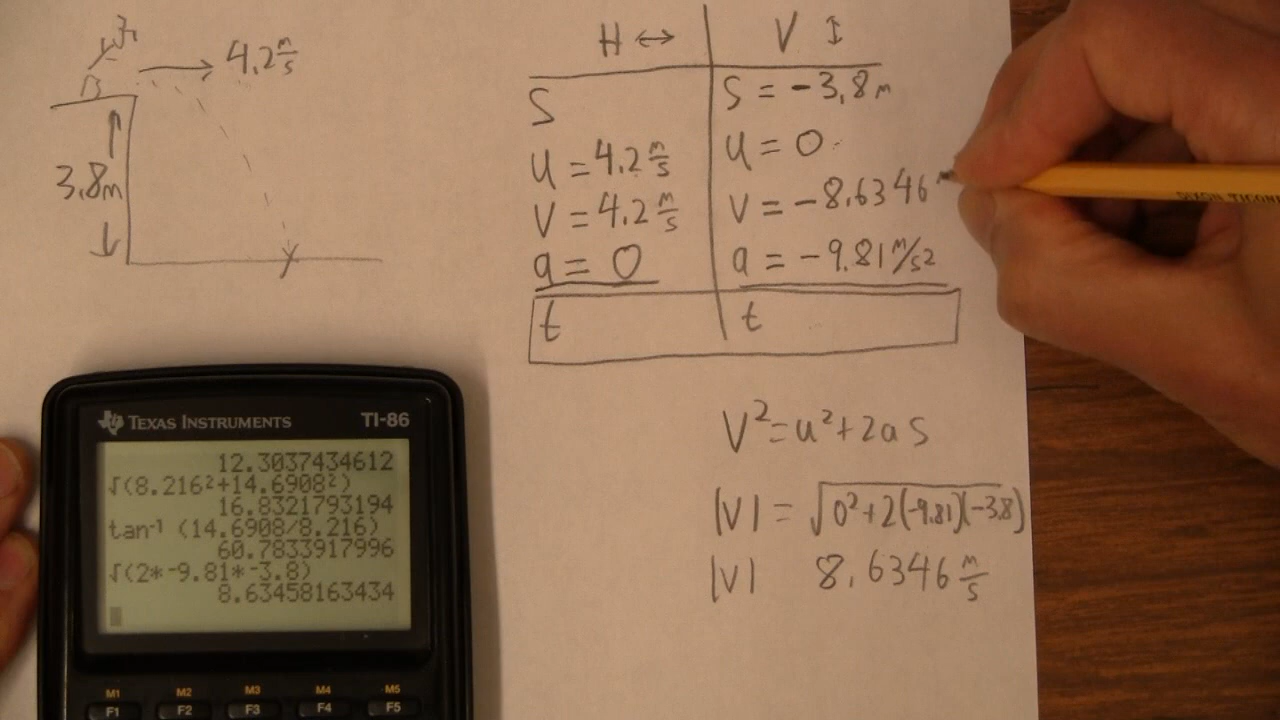 4.2 m/s
3.8m
H ↔ V ↕
S S = -3.8 m
u = 4.2 m/s u = 0
V = 4.2 m/s V = -8.6346 m
a = 0 a = -9.81 m/s²
t t
V² = u² + 2as
|V| = √0² + 2(-9.81)(-3.8)
|V| 8.6346 m/s
TEXAS INSTRUMENTS TI-86
12.3037434612
√(8.216²+14.6908²)
16.8321793194
tan⁻¹ (14.6908/8.216)
60.7833917996
√(2*-9.81*-3.8)
8.63458163434
M1 M2 M3 M4 M5
F1 F2 F3 F4 F5
DIXON TICON